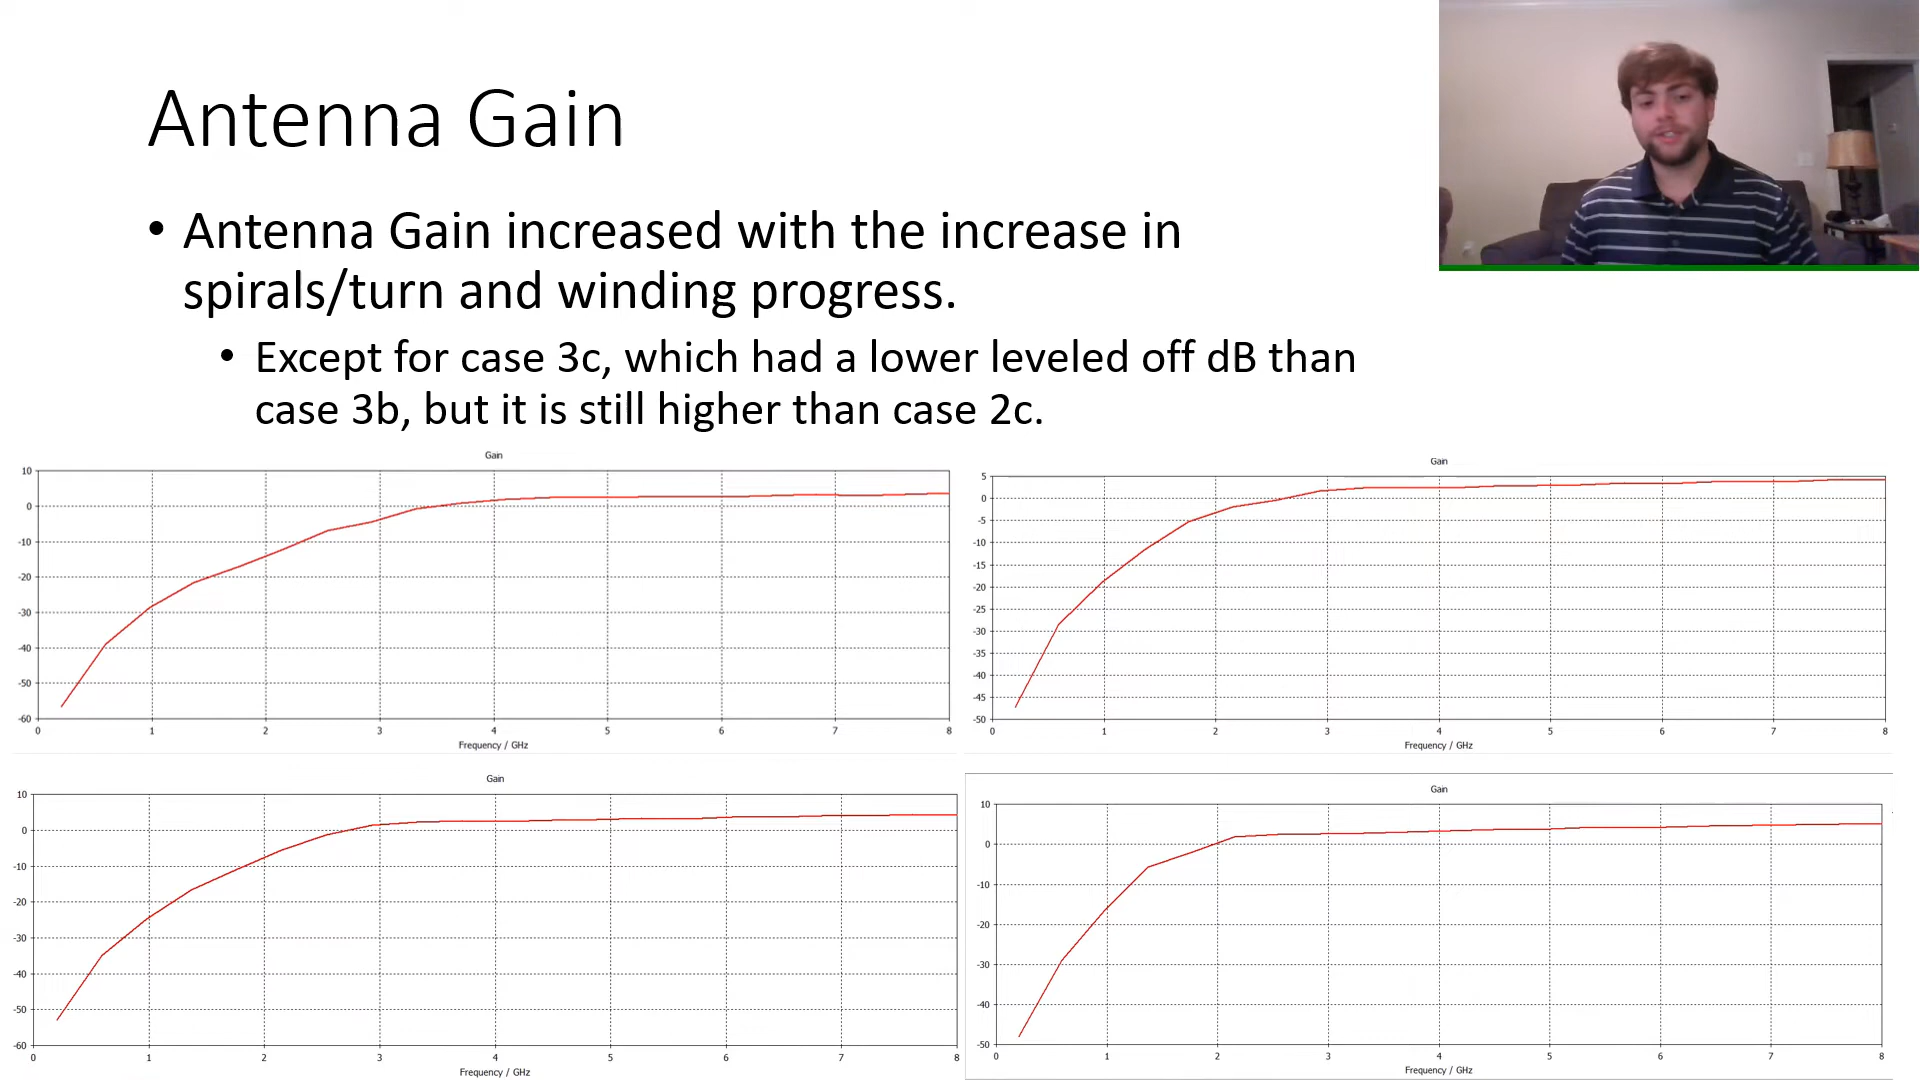 Antenna Gain
• Antenna Gain increased with the increase in
spirals/turn and winding progress.
• Except for case 3c, which had a lower leveled off dB than
case 3b, but it is still higher than case 2c.
Gain
10
0
-10
-20
-30
-40
-50
-60
0 1 2 3 4 5 6 7 8
Frequency / GHz
Gain
5
0
-5
-10
-15
-20
-25
-30
-35
-40
-45
-50
0 1 2 3 4 5 6 7 8
Frequency / GHz
Gain
10
0
-10
-20
-30
-40
-50
-60
0 1 2 3 4 5 6 7 8
Frequency / GHz
Gain
10
0
-10
-20
-30
-40
-50
0 1 2 3 4 5 6 7 8
Frequency / GHz